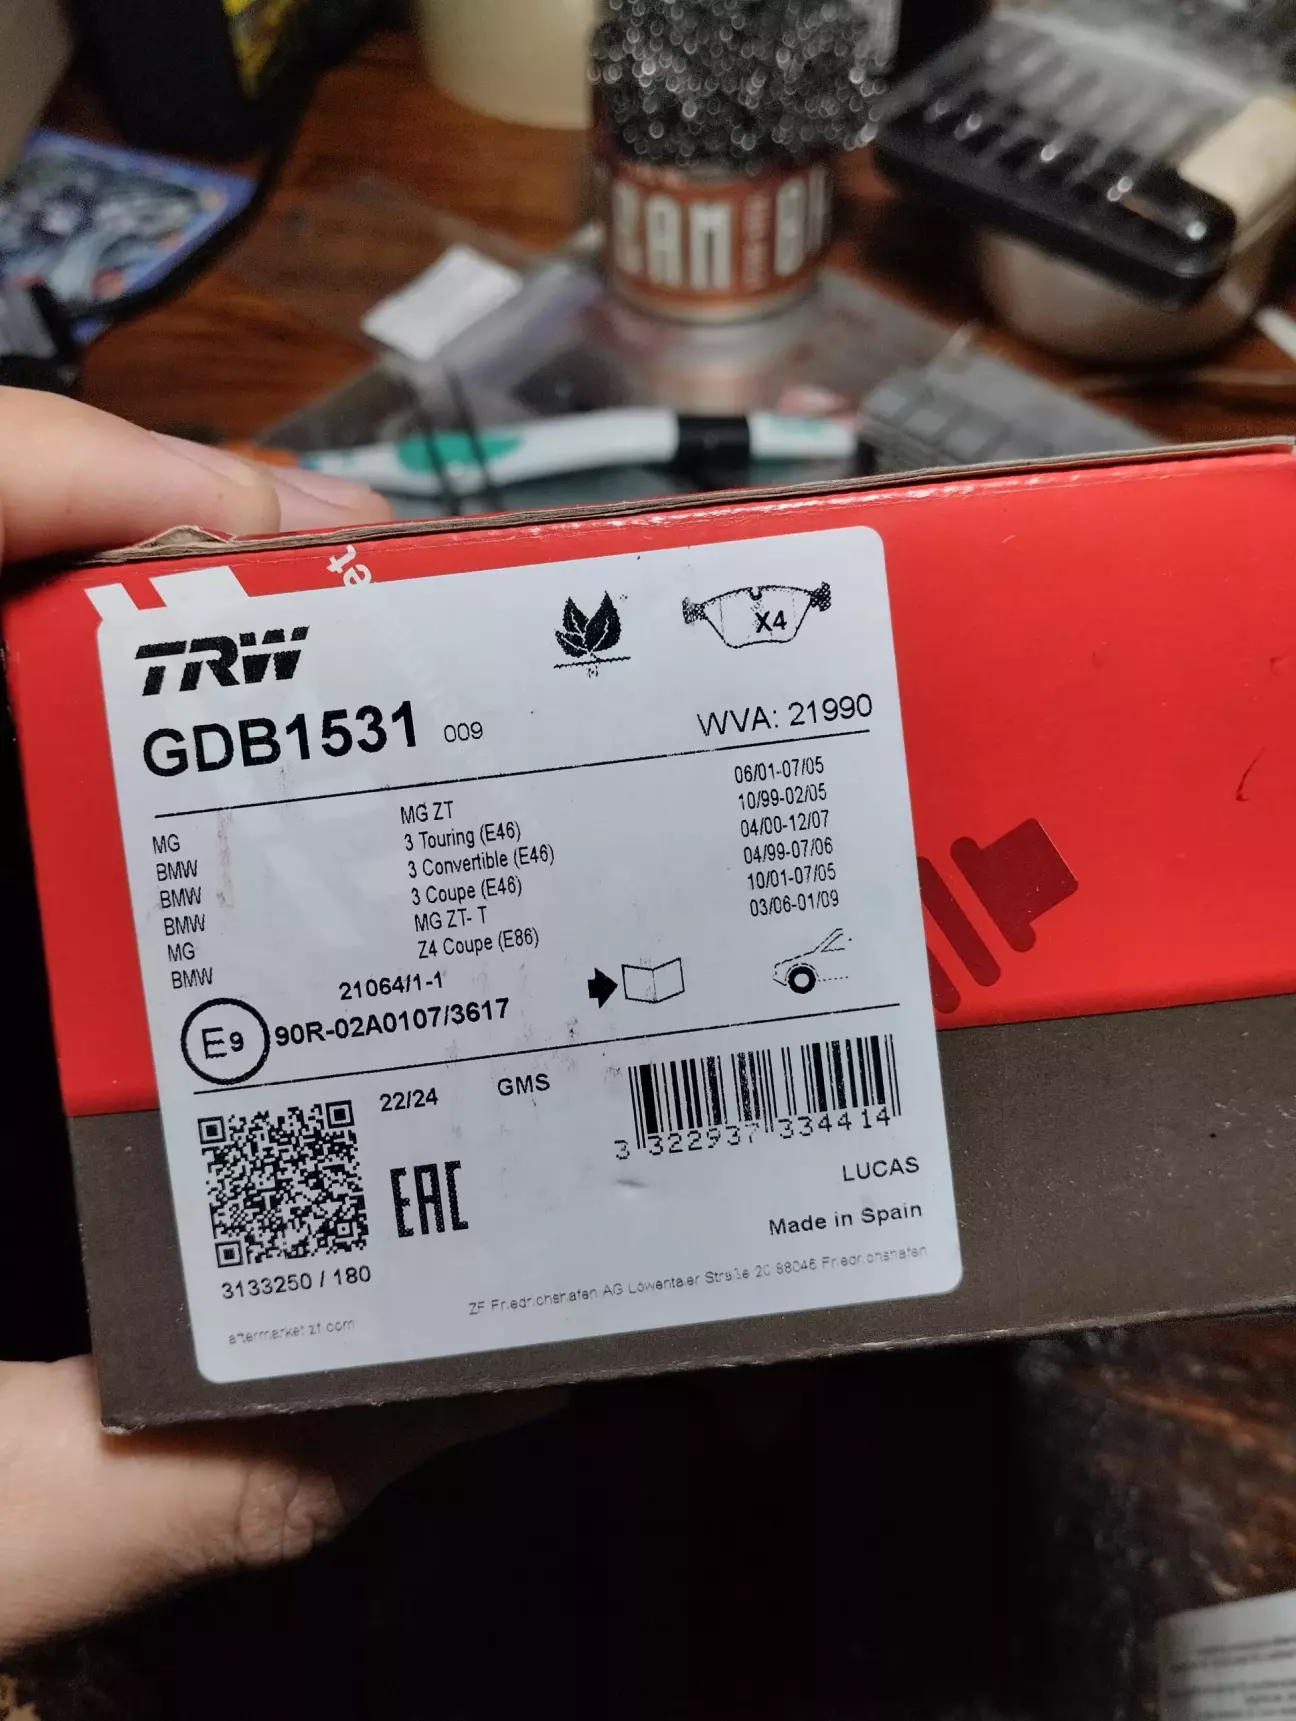 TRW
X4
GDB1531 009
WVA: 21990
MG MG ZT 06/01-07/05
BMW 3 Touring (E46) 10/99-02/05
BMW 3 Convertible (E46) 04/00-12/07
BMW 3 Coupe (E46) 04/99-07/06
MG MG ZT- T 10/01-07/05
BMW Z4 Coupe (E86) 03/06-01/09
21064/1-1
E9 90R-02A0107/3617
22/24 GMS
3 322937 334414
EAC
LUCAS
Made in Spain
3133250 / 180
ZF Friedrichshafen AG Löwentaler Straße 20 88046 Friedrichshafen
aftermarket.zf.com